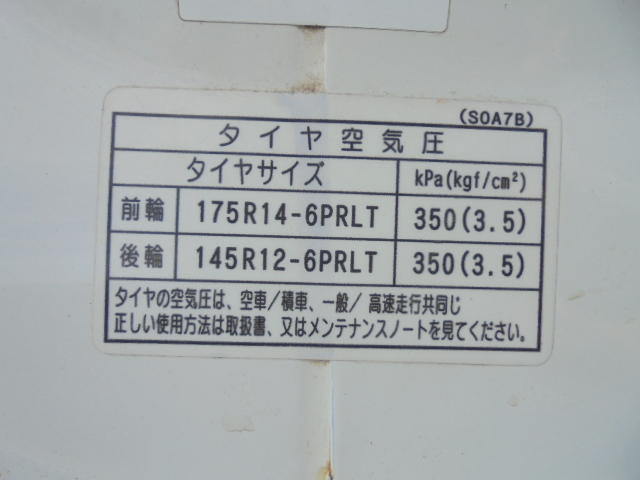 (S0A7B)
タイヤ空気圧
タイヤサイズ kPa(kgf/cm²)
前輪 175R14-6PRLT 350(3.5)
後輪 145R12-6PRLT 350(3.5)
タイヤの空気圧は、空車/積車、一般/高速走行共同じ
正しい使用方法は取扱書、又はメンテナンスノートを見てください。